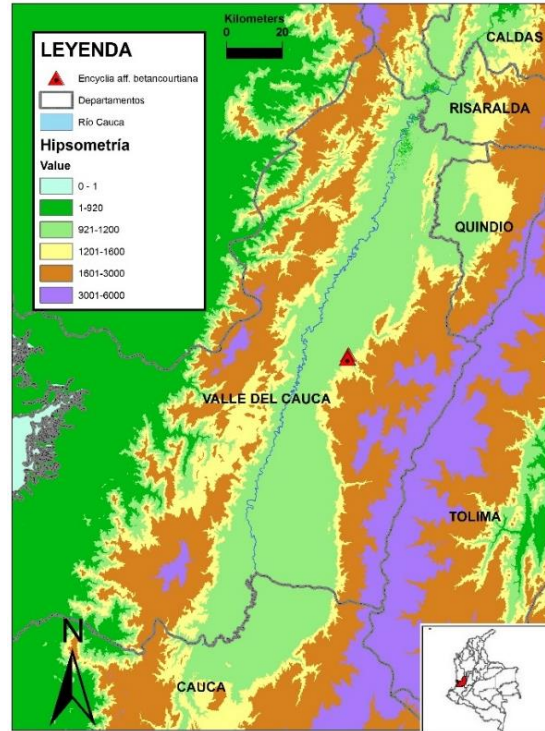 LEYENDA
Encyclia aff. betancourtiana
Departamentos
Río Cauca
Hipsometría
Value
0 - 1
1-920
921-1200
1201-1600
1601-3000
3001-6000
Kilometers
0 20
CALDAS
RISARALDA
QUINDIO
VALLE DEL CAUCA
TOLIMA
CAUCA
N